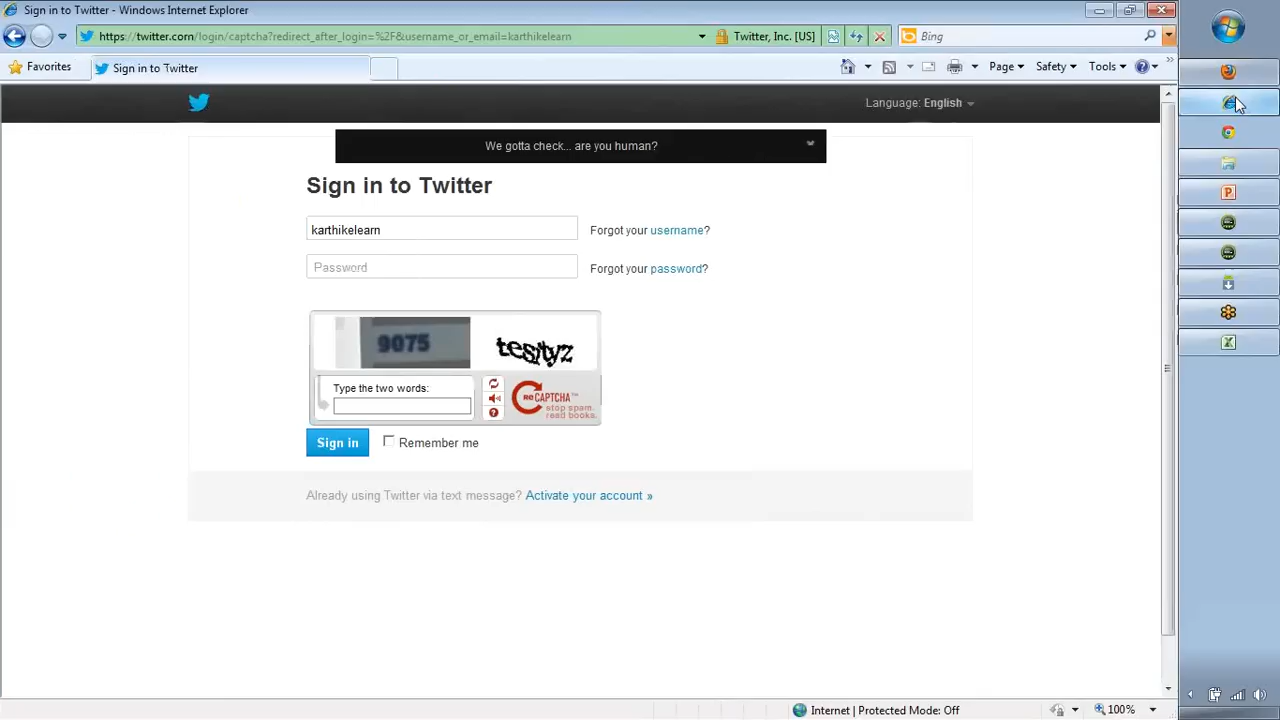 Sign in to Twitter - Windows Internet Explorer
https://twitter.com/login/captcha?redirect_after_login=%2F&username_or_email=karthikelearn
Twitter, Inc. [US]
Bing
Favorites
Sign in to Twitter
Page
Safety
Tools
Language: English
We gotta check... are you human?
Sign in to Twitter
karthikelearn
Forgot your username?
Password
Forgot your password?
9075
tesityz
Type the two words:
reCAPTCHA™
stop spam.
read books.
Sign in
Remember me
Already using Twitter via text message? Activate your account »
Internet | Protected Mode: Off
100%